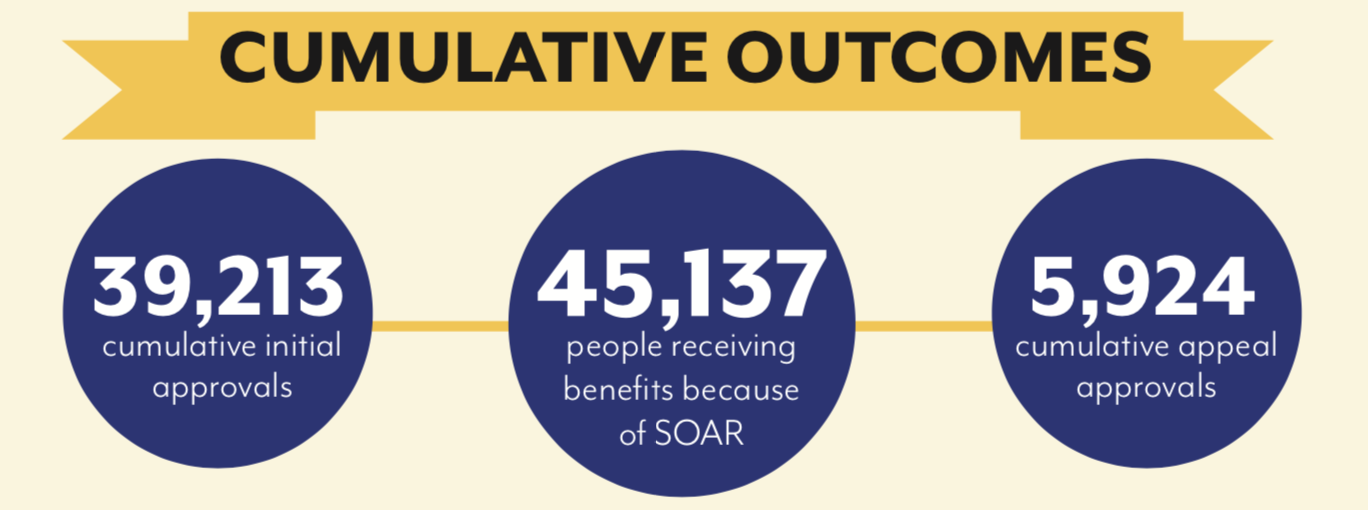 CUMULATIVE OUTCOMES
39,213
cumulative initial
approvals
45,137
people receiving
benefits because
of SOAR
5,924
cumulative appeal
approvals